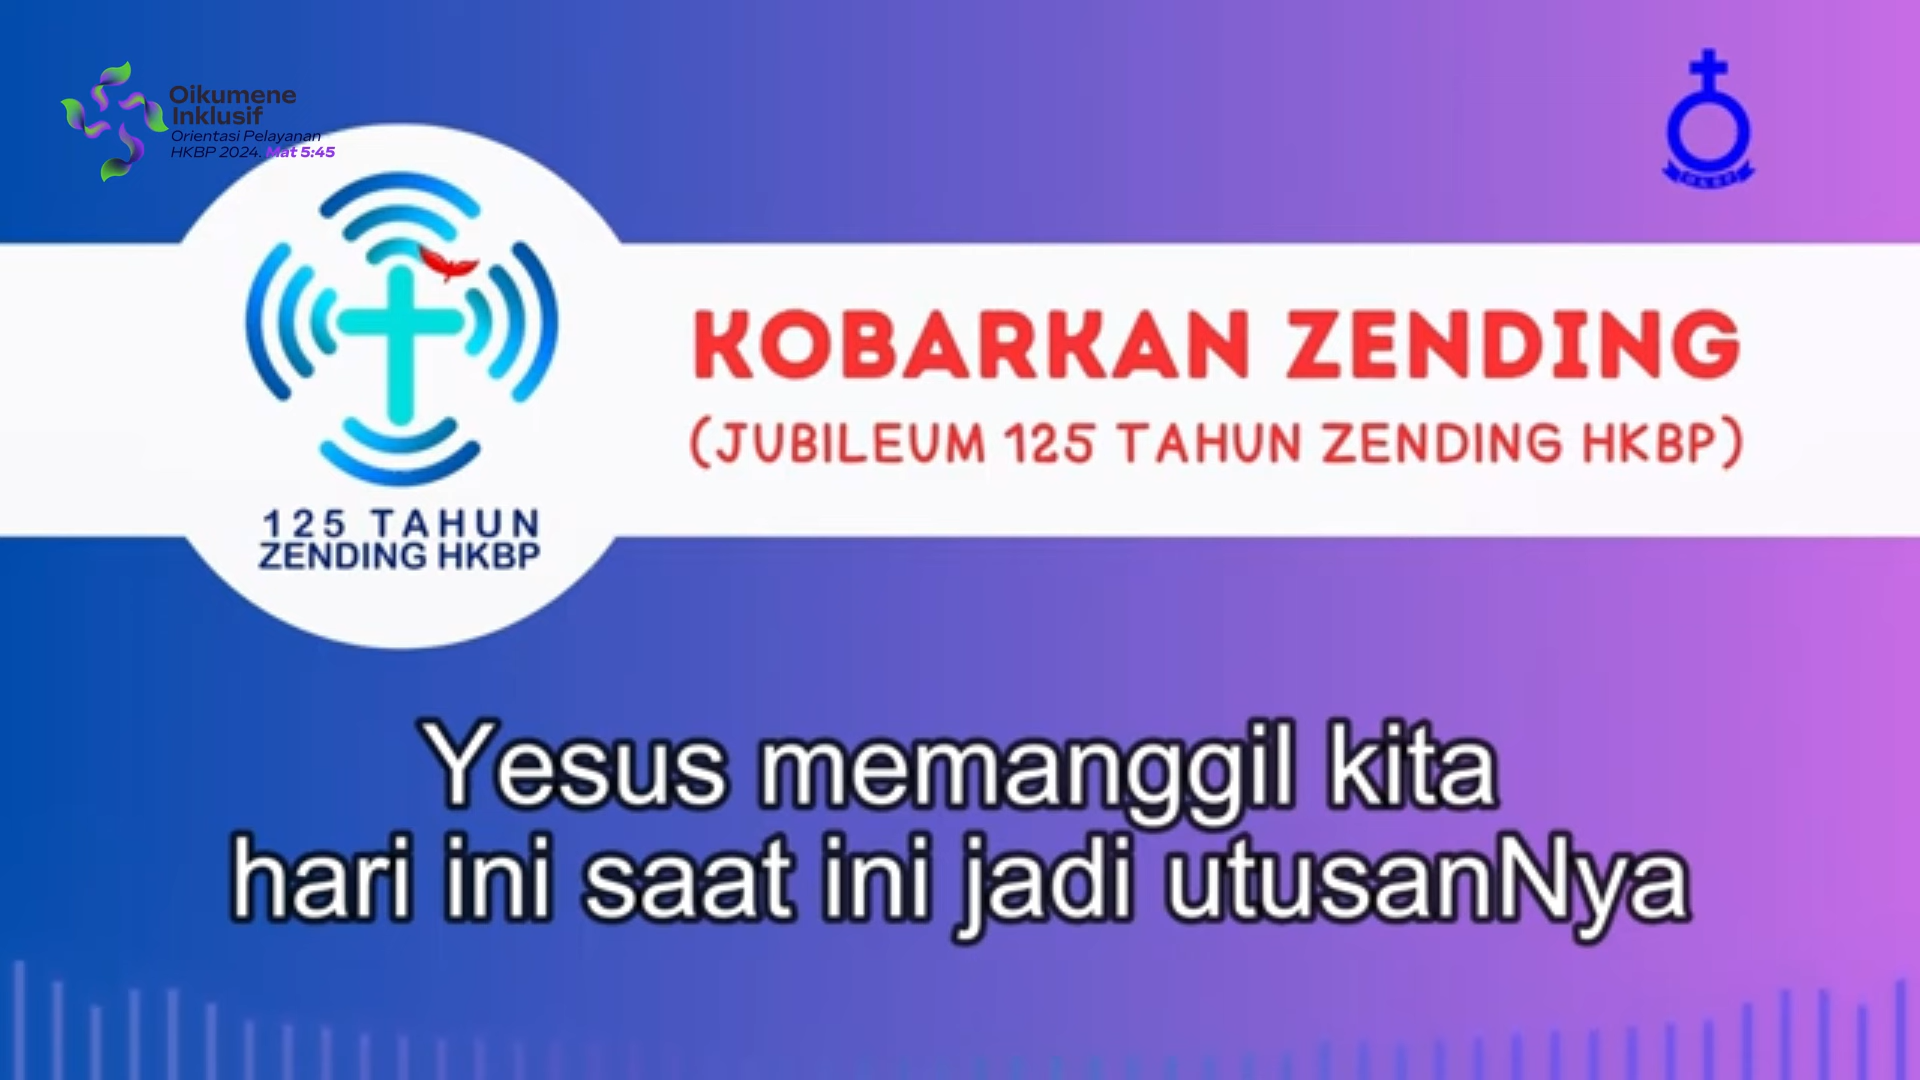 Oikumene
Inklusif
Orientasi Pelayanan
HKBP 2024. Mat 5:45
KOBARKAN ZENDING
(JUBILEUM 125 TAHUN ZENDING HKBP)
125 TAHUN
ZENDING HKBP
Yesus memanggil kita
hari ini saat ini jadi utusanNya